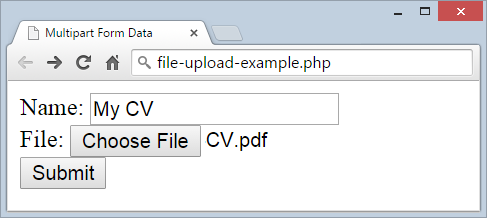 Multipart Form Data
file-upload-example.php
Name: My CV
File: Choose File CV.pdf
Submit